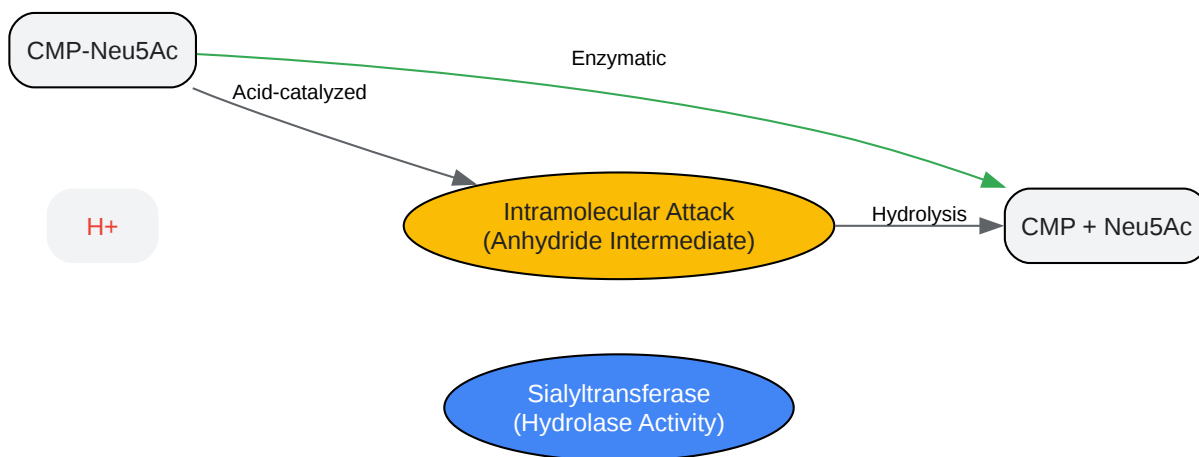 CMP-Neu5Ac
Enzymatic
Acid-catalyzed
H+
Intramolecular Attack
(Anhydride Intermediate)
Hydrolysis
CMP + Neu5Ac
Sialyltransferase
(Hydrolase Activity)